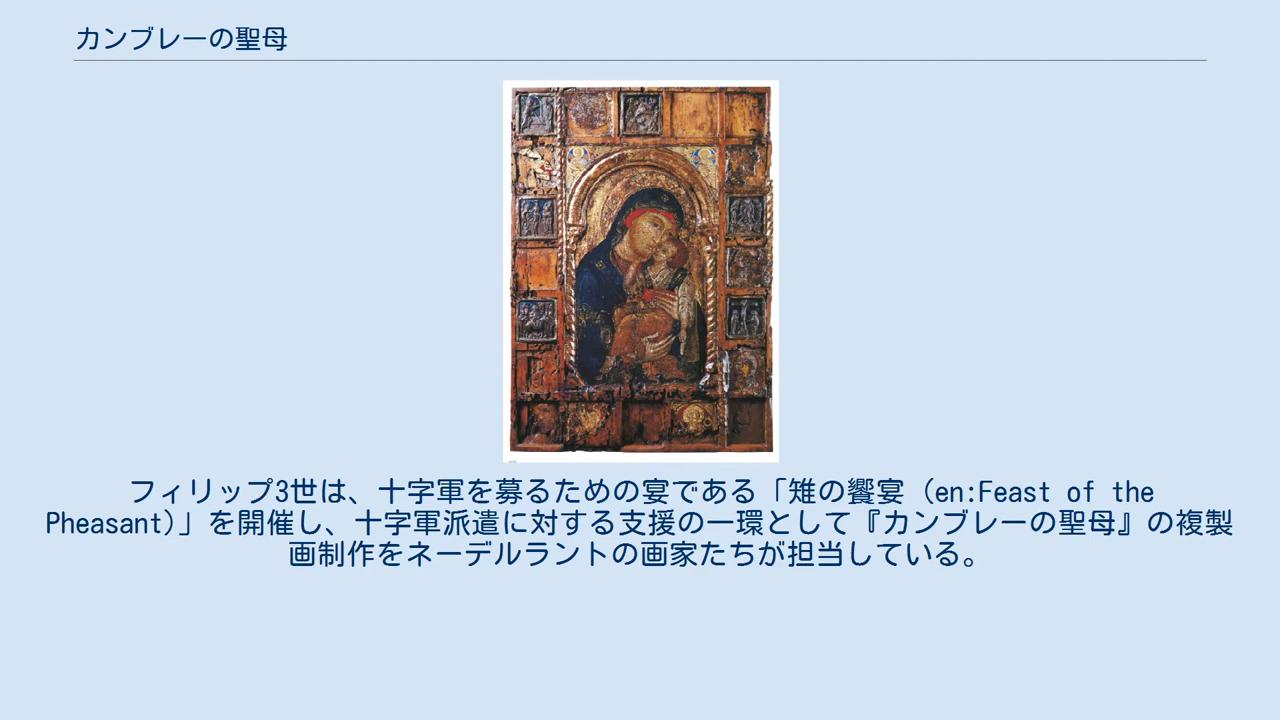 カンブレーの聖母
フィリップ3世は、十字軍を募るための宴である「雉の饗宴（en:Feast of the
Pheasant)」を開催し、十字軍派遣に対する支援の一環として『カンブレーの聖母』の複製
画制作をネーデルラントの画家たちが担当している。